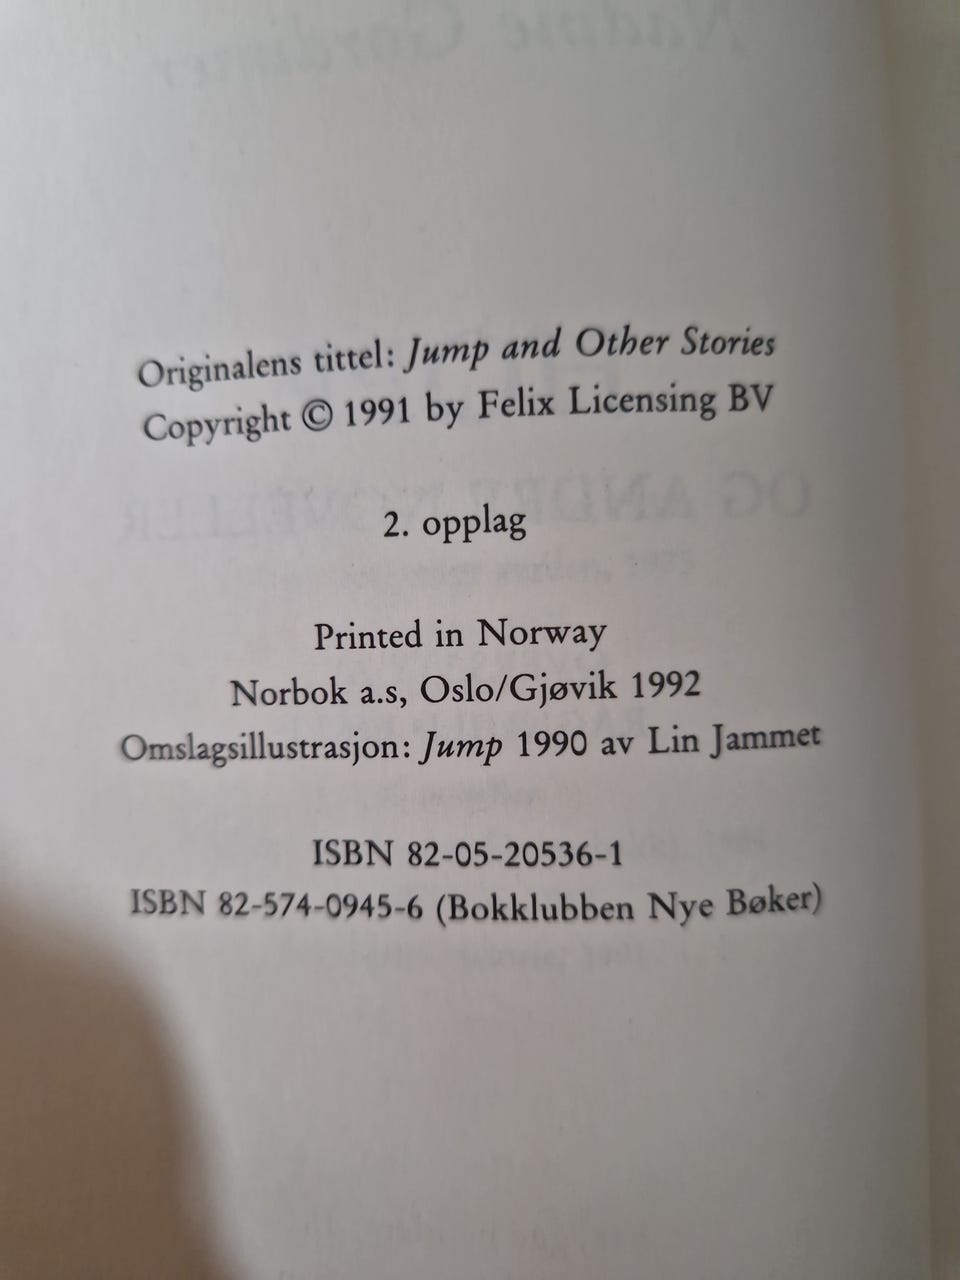 Originalens tittel: Jump and Other Stories
Copyright © 1991 by Felix Licensing BV
2. opplag
Printed in Norway
Norbok a.s, Oslo/Gjøvik 1992
Omslagsillustrasjon: Jump 1990 av Lin Jammet
ISBN 82-05-20536-1
ISBN 82-574-0945-6 (Bokklubben Nye Bøker)